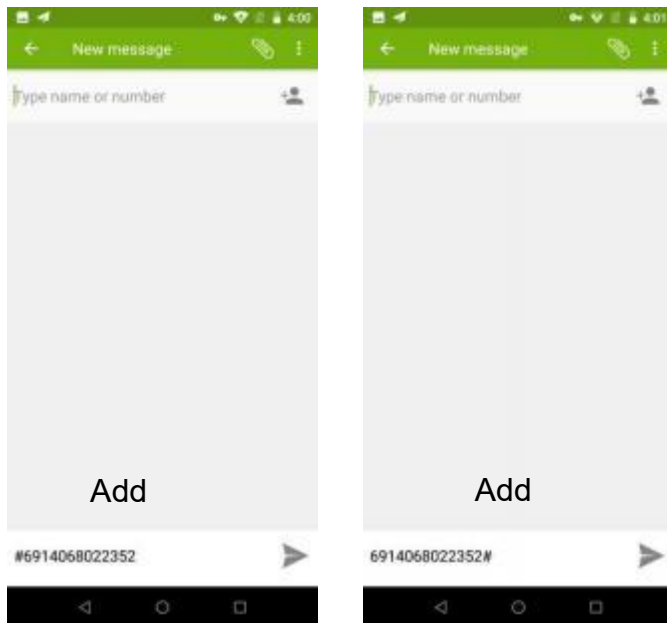 4:00
New message
Type name or number
Add
#6914068022352
4:01
New message
Type name or number
Add
6914068022352#